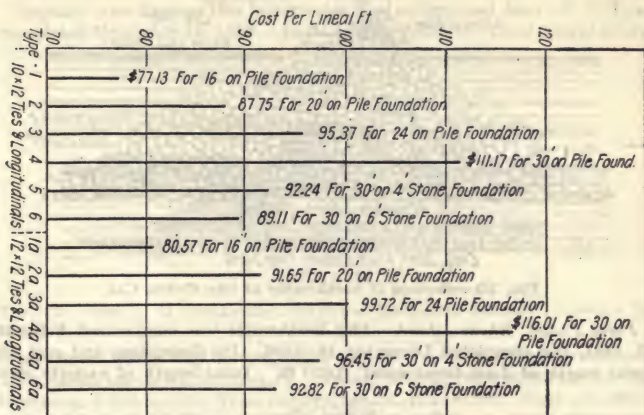 Cost Per Lineal Ft
70 80 90 100 110 120
Type -
10×12 Ties & Longitudinals
1 $77.13 For 16' on Pile Foundation
2 87.75 For 20' on Pile Foundation
3 95.37 For 24' on Pile Foundation
4 $111.17 For 30' on Pile Found.
5 92.24 For 30' on 4' Stone Foundation
6 89.11 For 30' on 6' Stone Foundation
12×12 Ties & Longitudinals
1a 80.57 For 16' on Pile Foundation
2a 91.65 For 20' on Pile Foundation
3a 99.72 For 24 Pile Foundation
4a $116.01 For 30 on
Pile Foundation
5a 96.45 For 30' on 4' Stone Foundation
6a 92.82 For 30' on 6' Stone Foundation